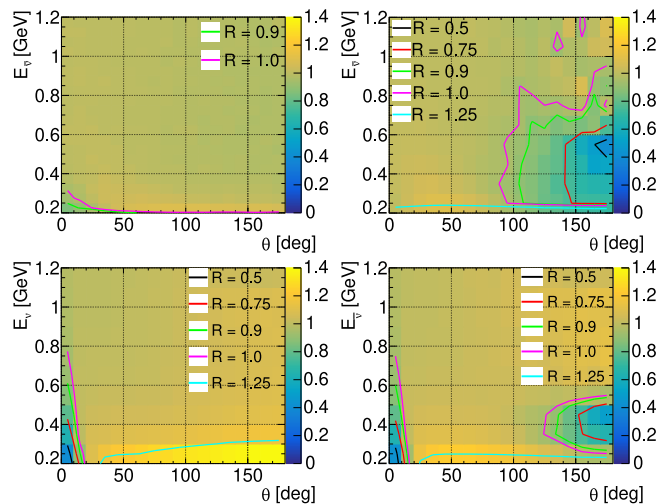 E_ν̄ [GeV]
1.2
1
0.8
0.6
0.4
0.2
0 50 100 150
θ [deg]
R = 0.9
R = 1.0
1.4
1.2
1
0.8
0.6
0.4
0.2
0
E_ν̄ [GeV]
1.2
1
0.8
0.6
0.4
0.2
0 50 100 150
θ [deg]
R = 0.5
R = 0.75
R = 0.9
R = 1.0
R = 1.25
1.4
1.2
1
0.8
0.6
0.4
0.2
0
E_ν̄ [GeV]
1.2
1
0.8
0.6
0.4
0.2
0 50 100 150
θ [deg]
R = 0.5
R = 0.75
R = 0.9
R = 1.0
R = 1.25
1.4
1.2
1
0.8
0.6
0.4
0.2
0
E_ν̄ [GeV]
1.2
1
0.8
0.6
0.4
0.2
0 50 100 150
θ [deg]
R = 0.5
R = 0.75
R = 0.9
R = 1.0
R = 1.25
1.4
1.2
1
0.8
0.6
0.4
0.2
0